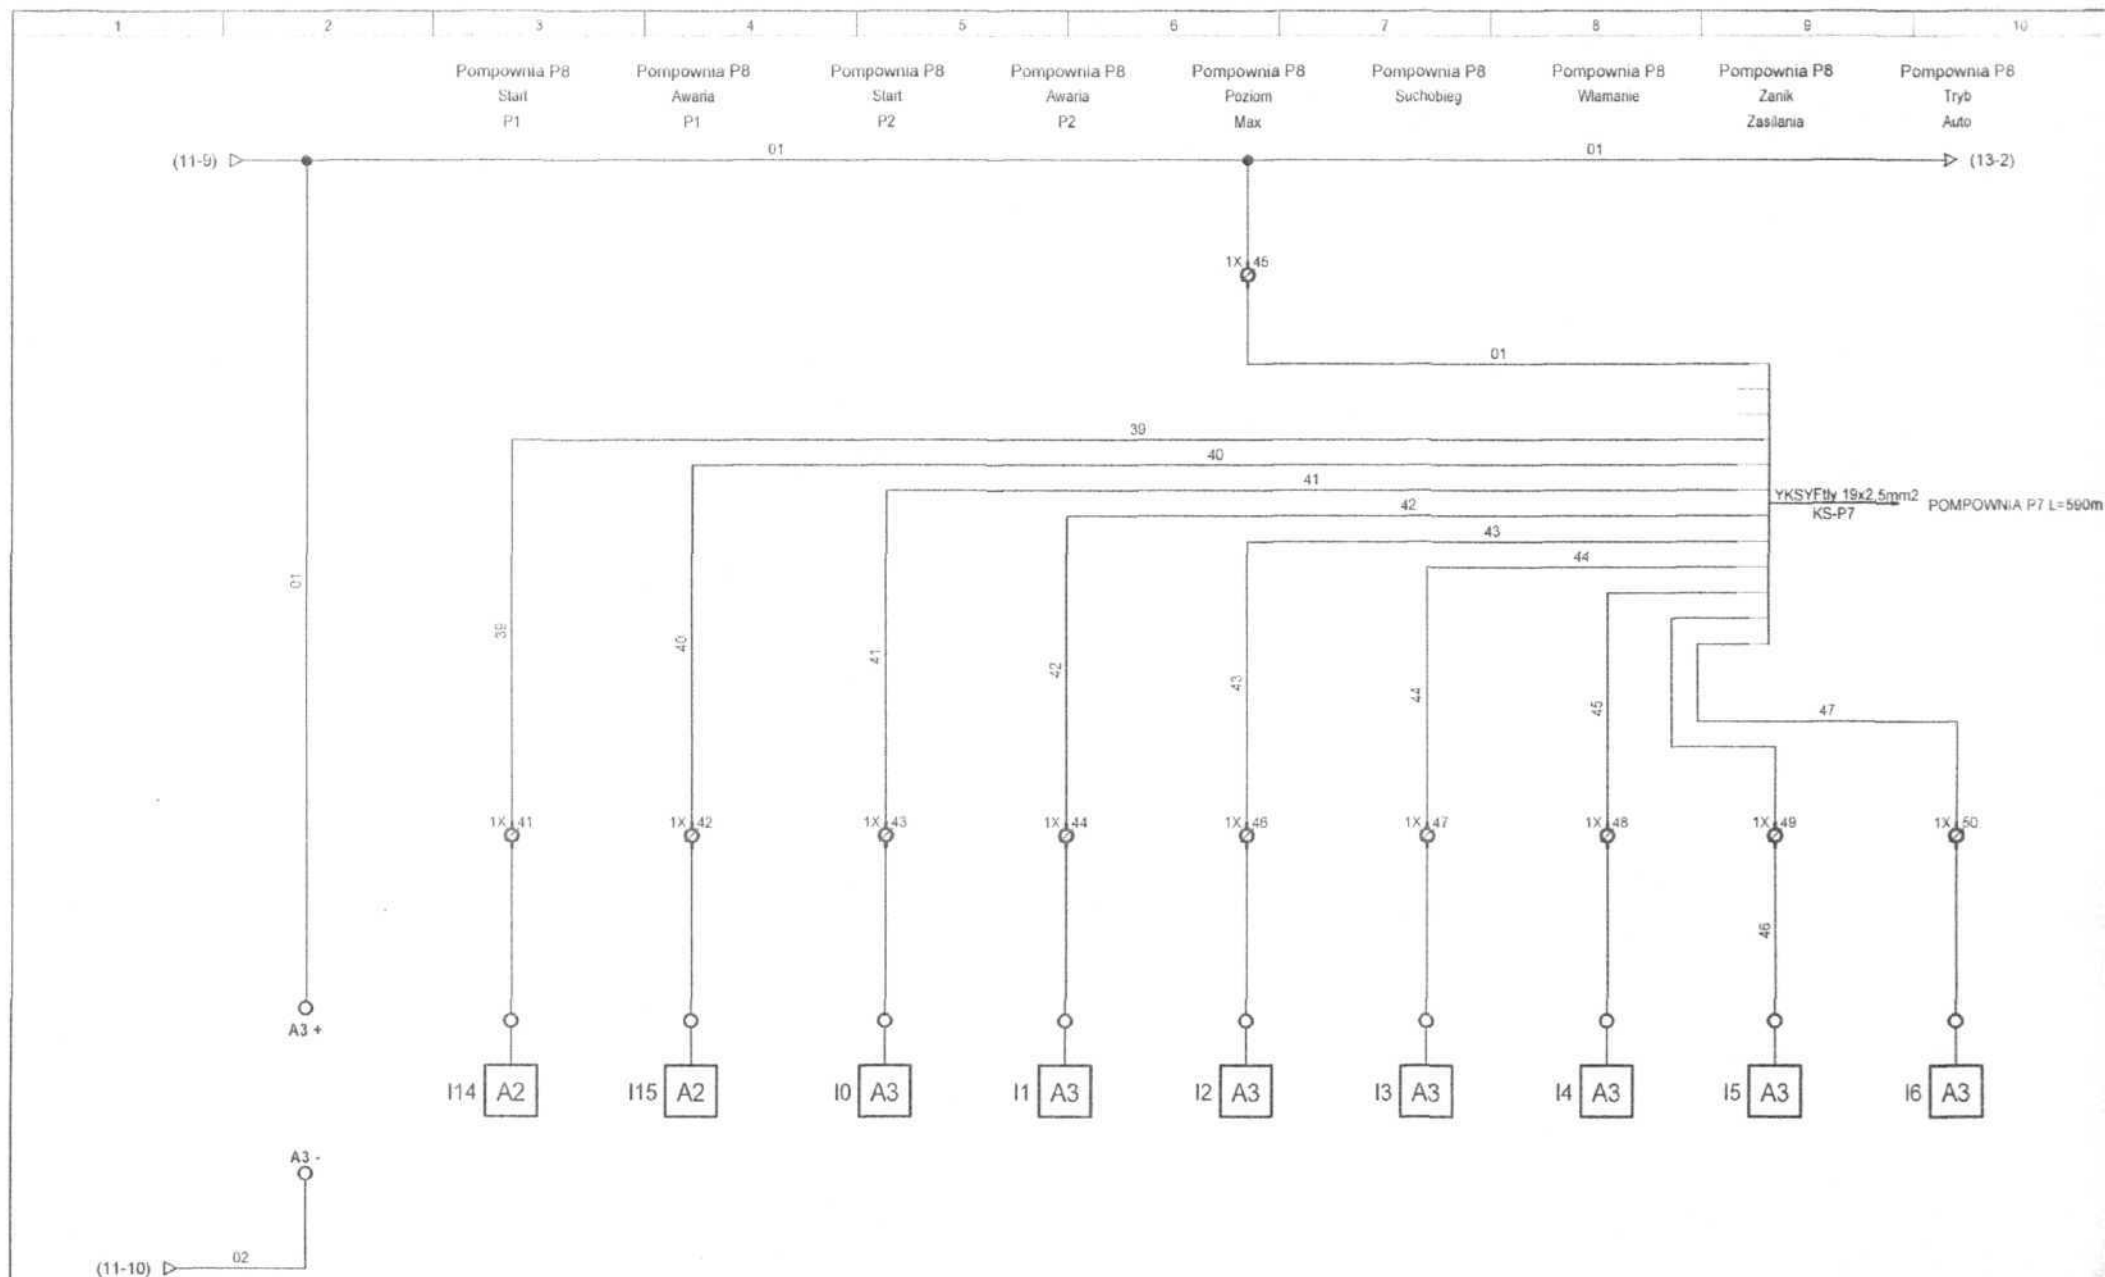 1 2 3 4 5 6 7 8 9 10
Pompownia P8 Pompownia P8 Pompownia P8 Pompownia P8 Pompownia P8 Pompownia P8 Pompownia P8 Pompownia P8 Pompownia P8
Start Awaria Start Awaria Poziom Suchobieg Włamanie Zanik Tryb
P1 P1 P2 P2 Max Zasilania Auto
01 01
(11-9) (13-2)
1X 45
01
39
40
41
YKSYFtly 19x2,5mm2
42 POMPOWNIA P7 L=590m
KS-P7
43
44
01
39 40 41 42 43 44 45
47
1X 41 1X 42 1X 43 1X 44 1X 46 1X 47 1X 48 1X 49 1X 50
46
A3 +
I14 A2 I15 A2 I0 A3 I1 A3 I2 A3 I3 A3 I4 A3 I5 A3 I6 A3
A3 -
02
(11-10)